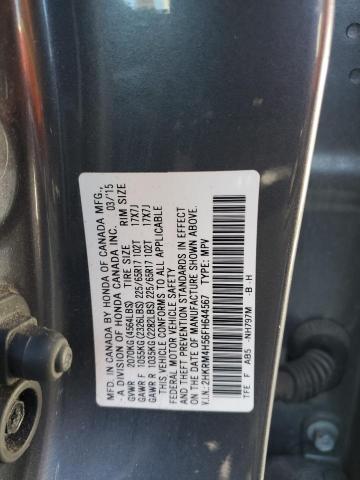 MFD. IN CANADA BY HONDA OF CANADA MFG.,
- A DIVISION OF HONDA CANADA INC. 03/15
GVWR 2070KG(4564LBS) TIRE SIZE RIM SIZE
GAWR F 1055KG(2326LBS) 225/65R17 102T 17X7J
GAWR R 1035KG(2282LBS) 225/65R17 102T 17X7J
THIS VEHICLE CONFORMS TO ALL APPLICABLE
FEDERAL MOTOR VEHICLE SAFETY
AND THEFT PREVENTION STANDARDS IN EFFECT
ON THE DATE OF MANUFACTURE SHOWN ABOVE.
V.I.N.:2HKRM4H56FH644567 TYPE: MPV
TFE F ABS -NH797M -B -H